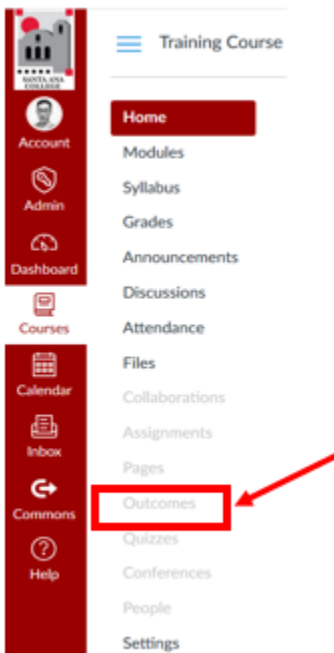 SANTA ANA
COLLEGE
Account
Admin
Dashboard
Courses
Calendar
Inbox
Commons
Help
Training Course
Home
Modules
Syllabus
Grades
Announcements
Discussions
Attendance
Files
Collaborations
Assignments
Pages
Outcomes
Quizzes
Conferences
People
Settings